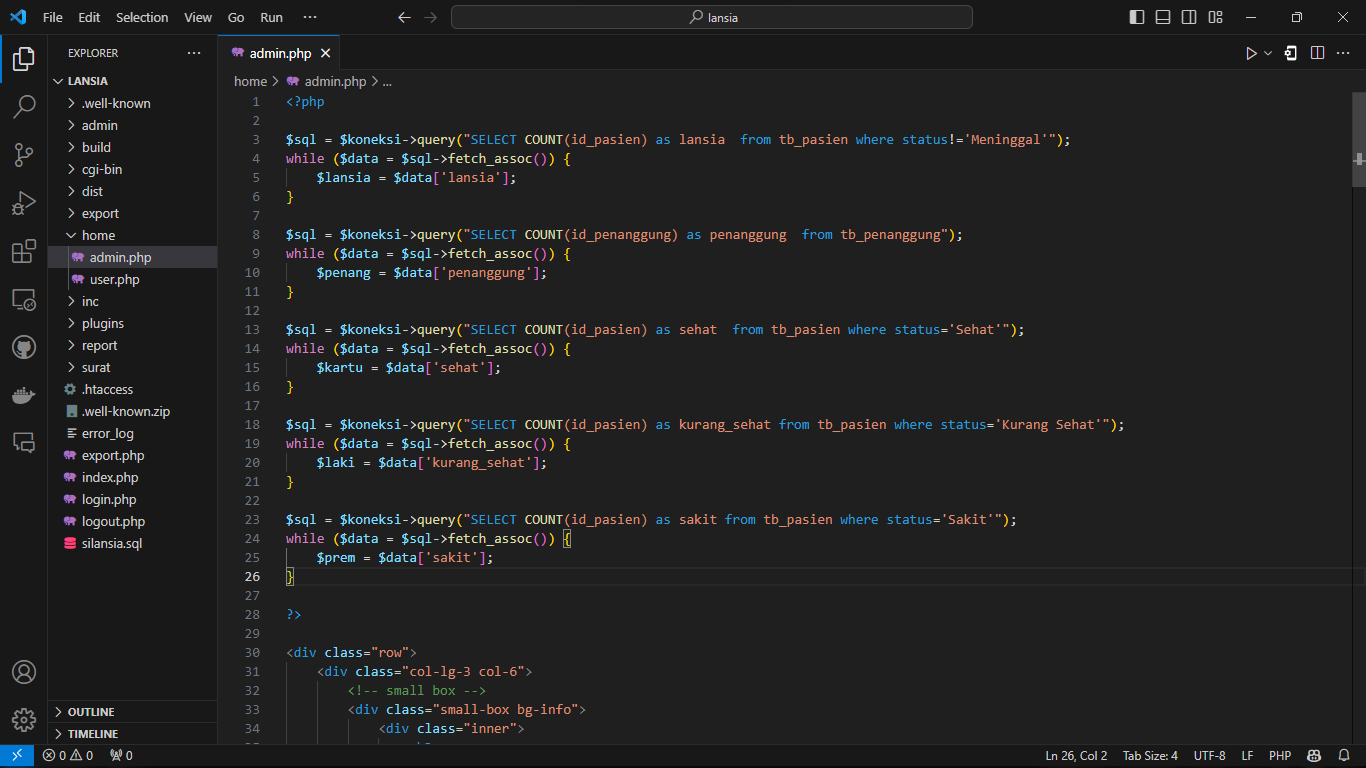 File Edit Selection View Go Run ··· lansia
EXPLORER ···
LANSIA
.well-known
admin
build
cgi-bin
dist
export
home
admin.php
user.php
inc
plugins
report
surat
.htaccess
.well-known.zip
error_log
export.php
index.php
login.php
logout.php
silansia.sql
OUTLINE
TIMELINE
admin.php
home > admin.php > ...
1 <?php
2
3 $sql = $koneksi->query("SELECT COUNT(id_pasien) as lansia  from tb_pasien where status!='Meninggal'");
4 while ($data = $sql->fetch_assoc()) {
5     $lansia = $data['lansia'];
6 }
7
8 $sql = $koneksi->query("SELECT COUNT(id_penanggung) as penanggung  from tb_penanggung");
9 while ($data = $sql->fetch_assoc()) {
10     $penang = $data['penanggung'];
11 }
12
13 $sql = $koneksi->query("SELECT COUNT(id_pasien) as sehat  from tb_pasien where status='Sehat'");
14 while ($data = $sql->fetch_assoc()) {
15     $kartu = $data['sehat'];
16 }
17
18 $sql = $koneksi->query("SELECT COUNT(id_pasien) as kurang_sehat from tb_pasien where status='Kurang Sehat'");
19 while ($data = $sql->fetch_assoc()) {
20     $laki = $data['kurang_sehat'];
21 }
22
23 $sql = $koneksi->query("SELECT COUNT(id_pasien) as sakit from tb_pasien where status='Sakit'");
24 while ($data = $sql->fetch_assoc()) {
25     $prem = $data['sakit'];
26 }
27
28 ?>
29
30 <div class="row">
31     <div class="col-lg-3 col-6">
32         <!-- small box -->
33         <div class="small-box bg-info">
34             <div class="inner">
0 0 0 Ln 26, Col 2 Tab Size: 4 UTF-8 LF PHP